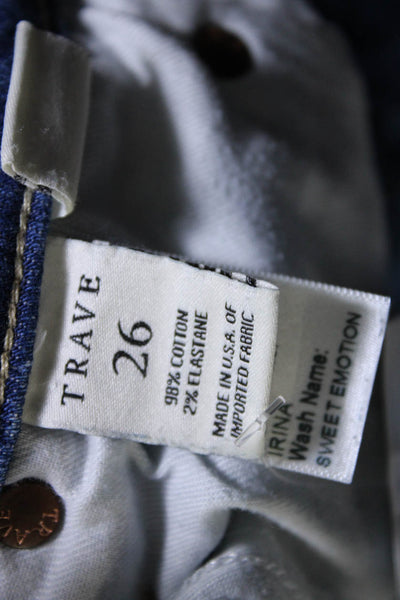 TRAVE
26
98% COTTON
2% ELASTANE
MADE IN U.S.A. OF
IMPORTED FABRIC
IRINA
Wash Name:
SWEET EMOTION
TRAVE